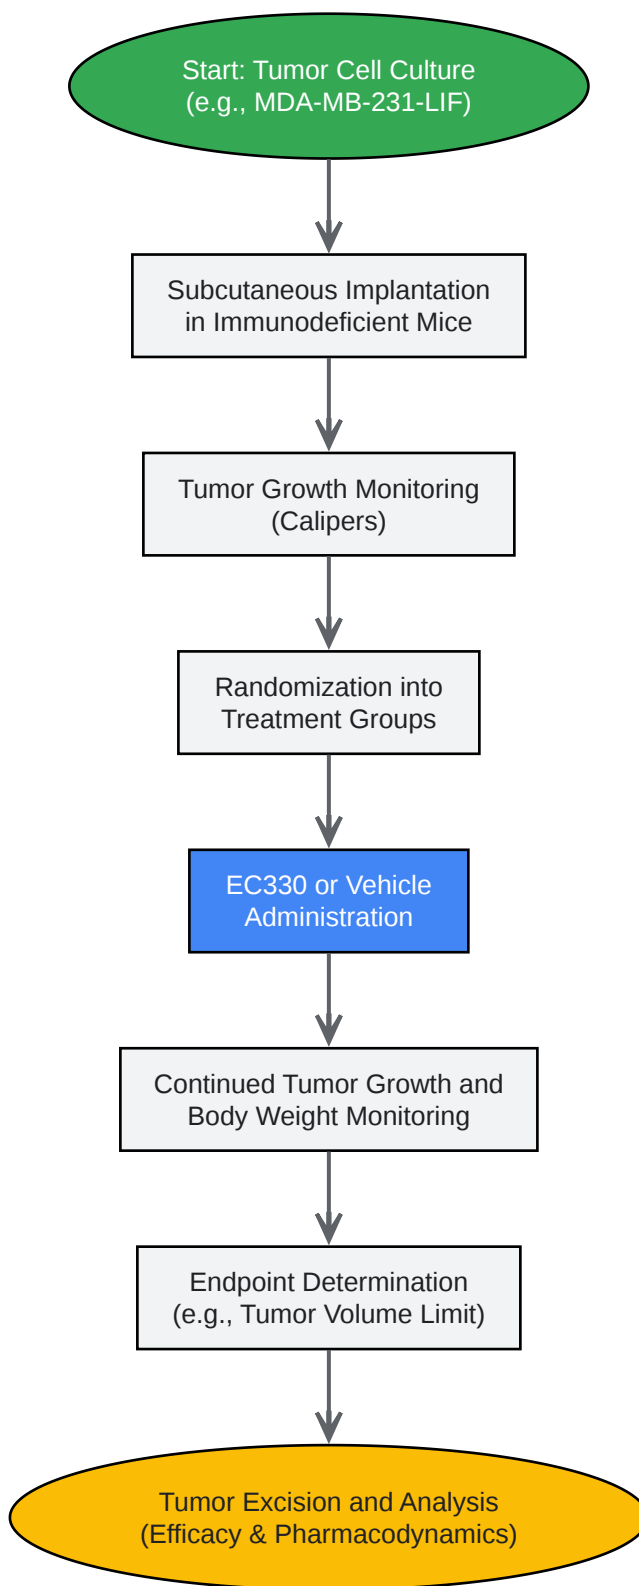 Start: Tumor Cell Culture
(e.g., MDA-MB-231-LIF)
Subcutaneous Implantation
in Immunodeficient Mice
Tumor Growth Monitoring
(Calipers)
Randomization into
Treatment Groups
EC330 or Vehicle
Administration
Continued Tumor Growth and
Body Weight Monitoring
Endpoint Determination
(e.g., Tumor Volume Limit)
Tumor Excision and Analysis
(Efficacy & Pharmacodynamics)